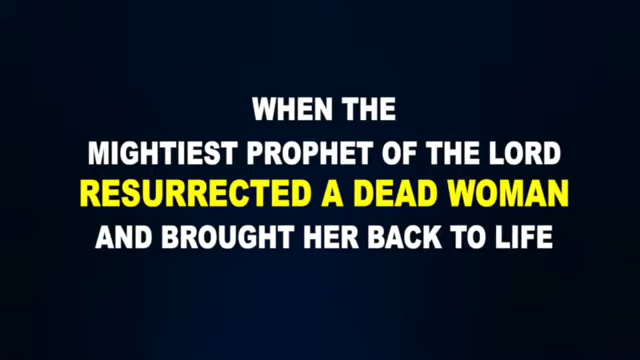 WHEN THE
MIGHTIEST PROPHET OF THE LORD
RESURRECTED A DEAD WOMAN
AND BROUGHT HER BACK TO LIFE